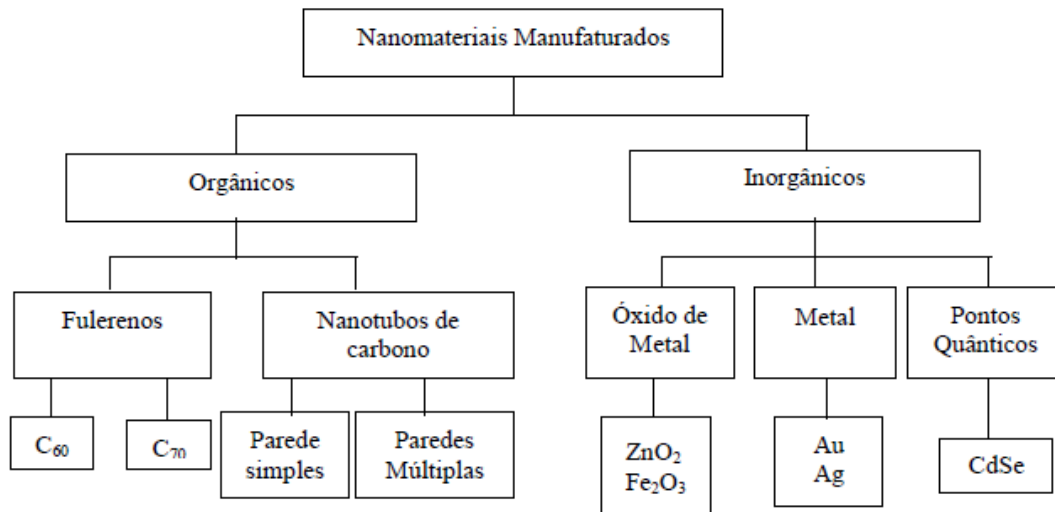 Nanomateriais Manufaturados
Orgânicos
Inorgânicos
Fulerenos
Nanotubos de
carbono
Óxido de
Metal
Metal
Pontos
Quânticos
C₆₀
C₇₀
Parede
simples
Paredes
Múltiplas
ZnO₂
Fe₂O₃
Au
Ag
CdSe